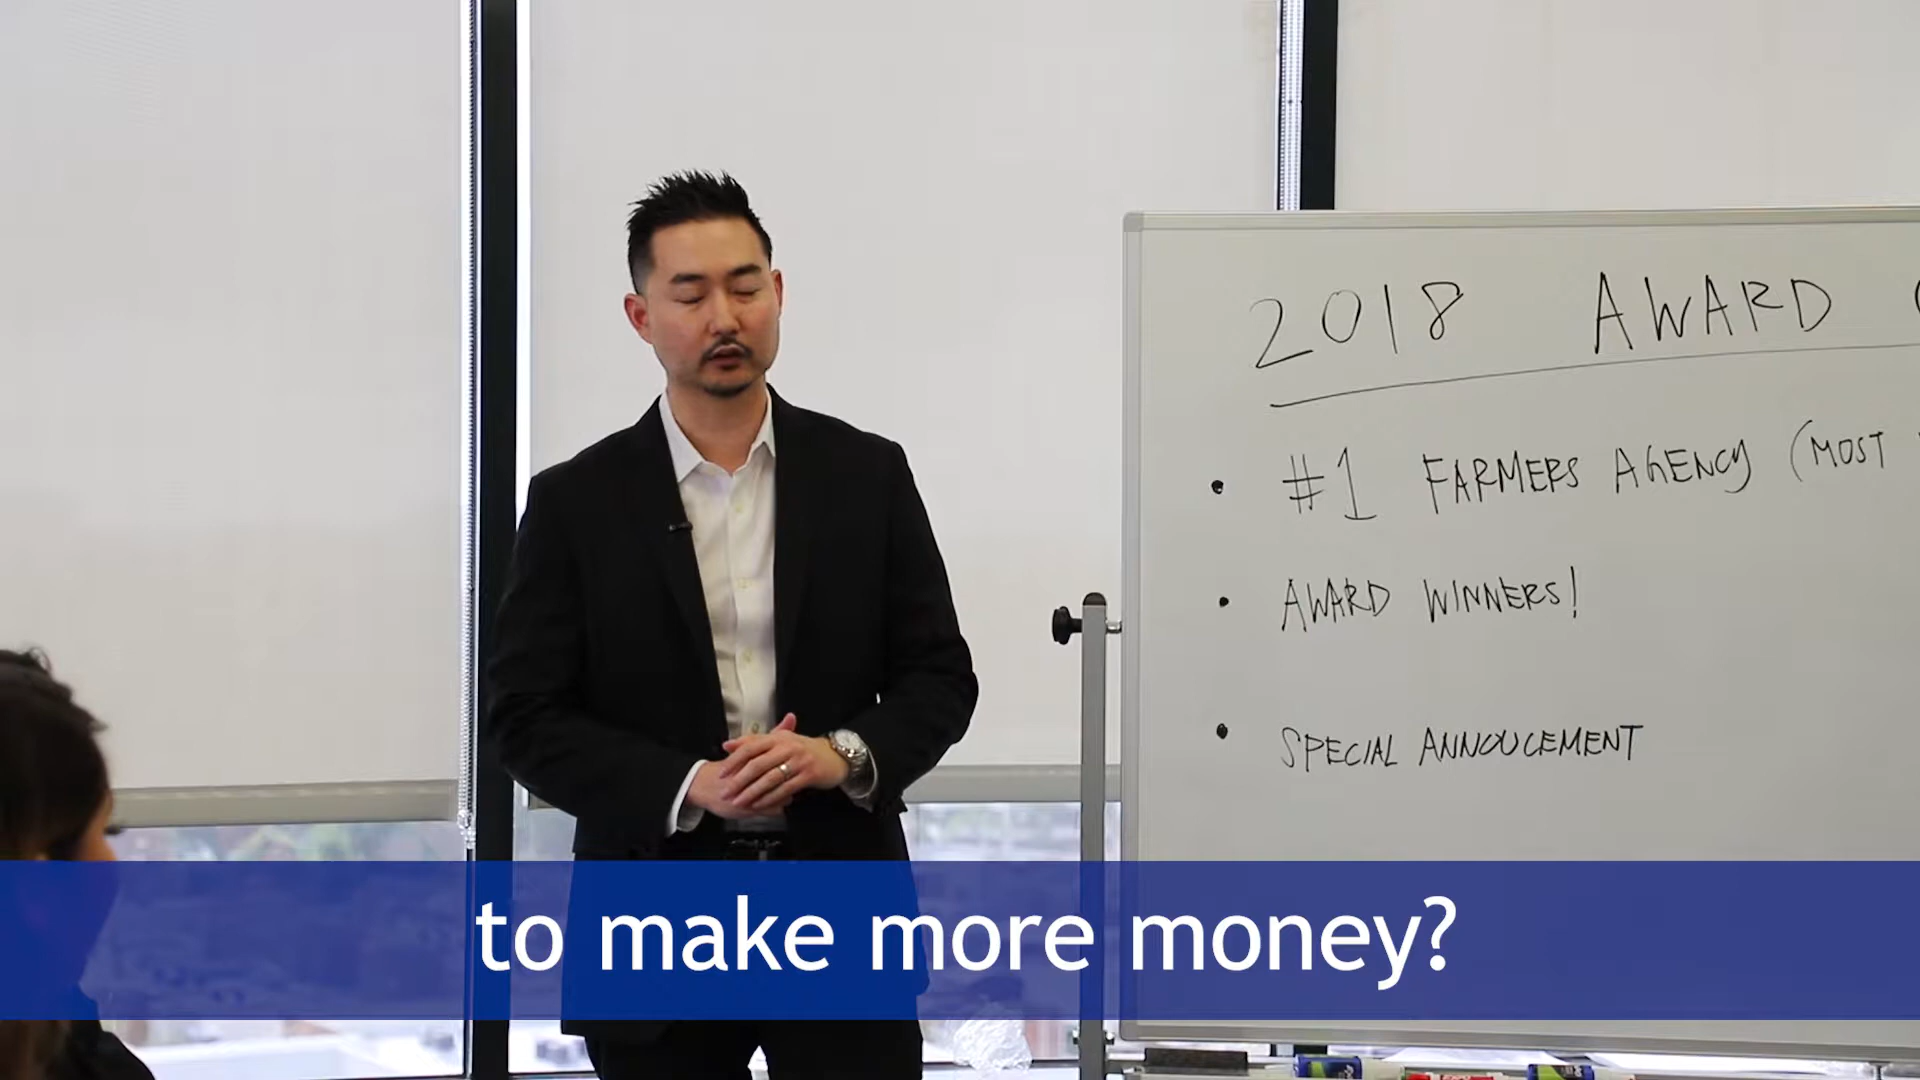 2018 AWARD
• #1 FARMERS AGENCY (MOST
• AWARD WINNERS!
• SPECIAL ANNOUCEMENT
to make more money?